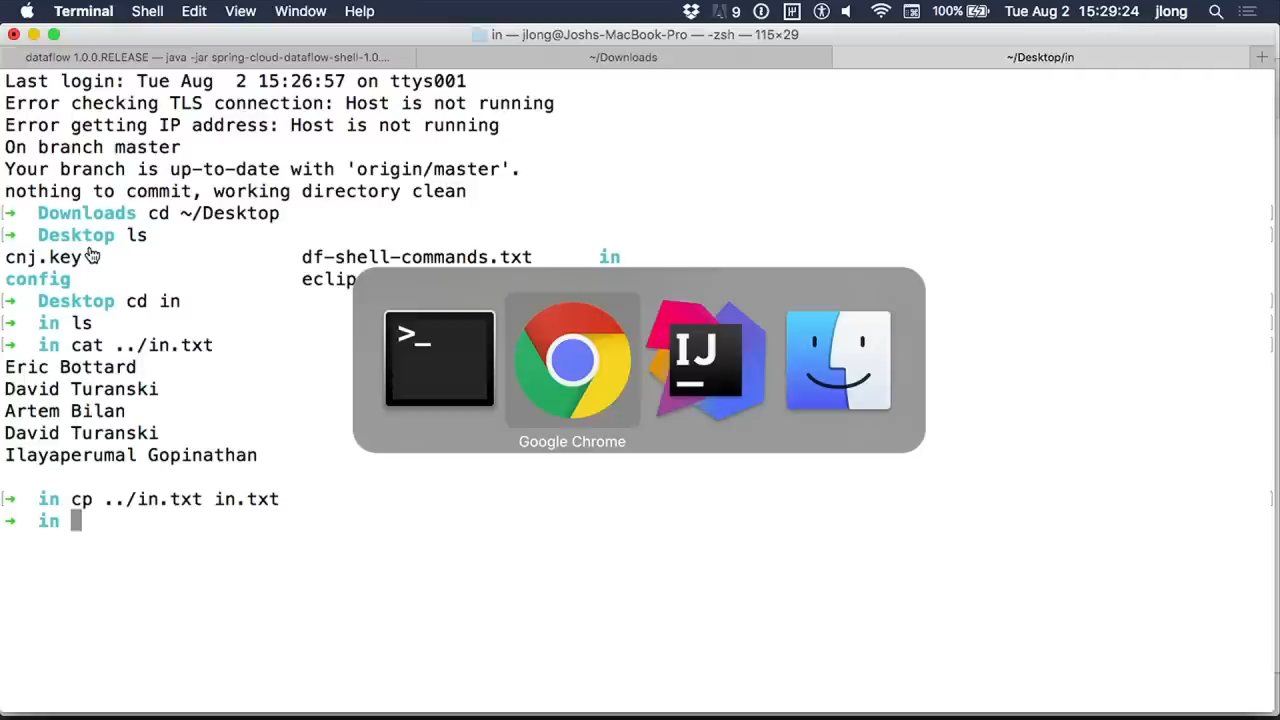 Terminal Shell Edit View Window Help 9 100% Tue Aug 2 15:29:24 jlong
in — jlong@Joshs-MacBook-Pro — -zsh — 115×29
dataflow 1.0.0.RELEASE — java -jar spring-cloud-dataflow-shell-1.0.... ~/Downloads ~/Desktop/in
Last login: Tue Aug  2 15:26:57 on ttys001
Error checking TLS connection: Host is not running
Error getting IP address: Host is not running
On branch master
Your branch is up-to-date with 'origin/master'.
nothing to commit, working directory clean
➜ Downloads cd ~/Desktop
➜ Desktop ls
cnj.key df-shell-commands.txt in
config eclip
➜ Desktop cd in
➜ in ls
➜ in cat ../in.txt
Eric Bottard
David Turanski
Artem Bilan
David Turanski
Ilayaperumal Gopinathan
➜ in cp ../in.txt in.txt
➜ in
>_
IJ
Google Chrome